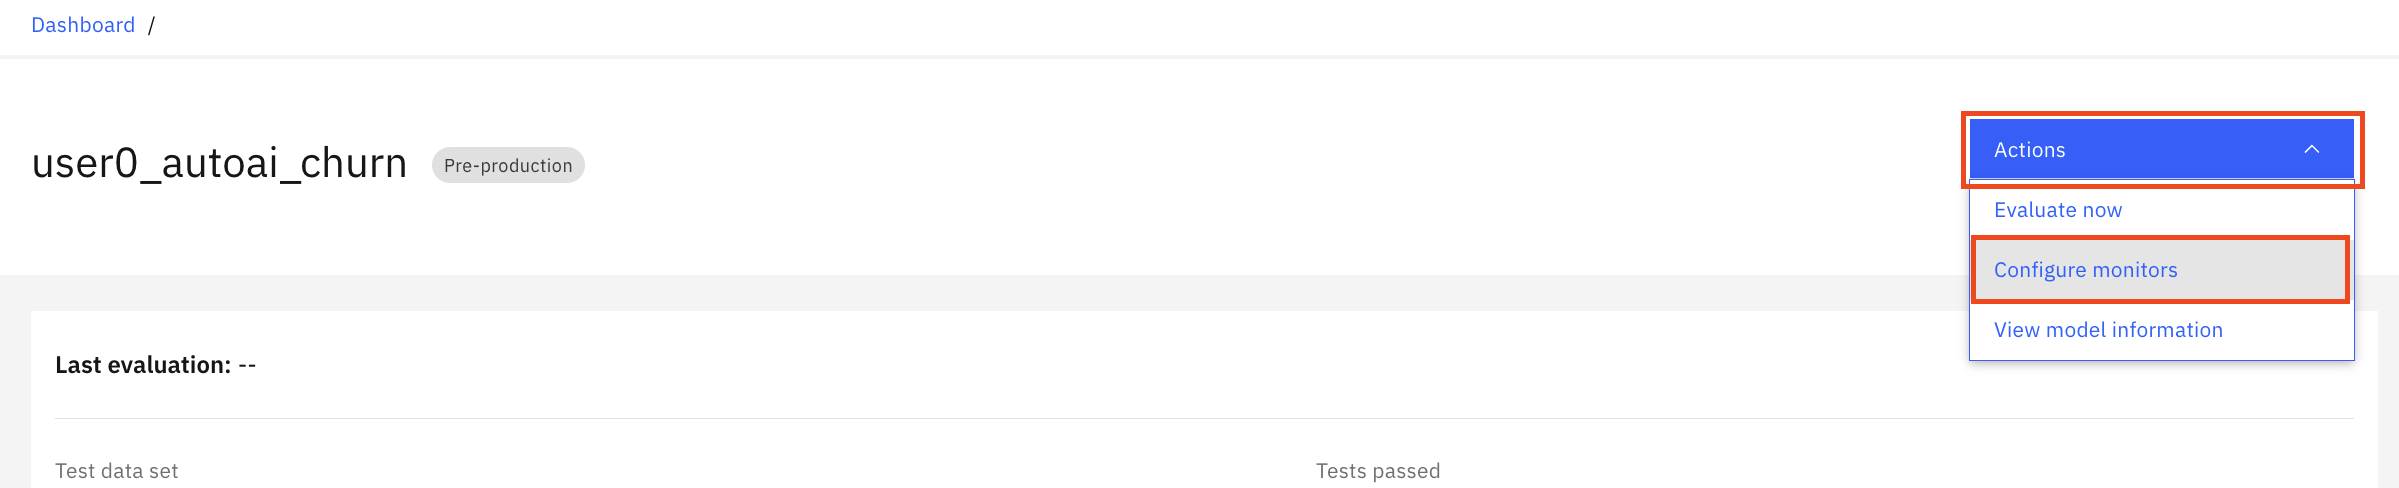 Dashboard /
user0_autoai_churn Pre-production
Actions
Evaluate now
Configure monitors
View model information
Last evaluation: --
Test data set
Tests passed